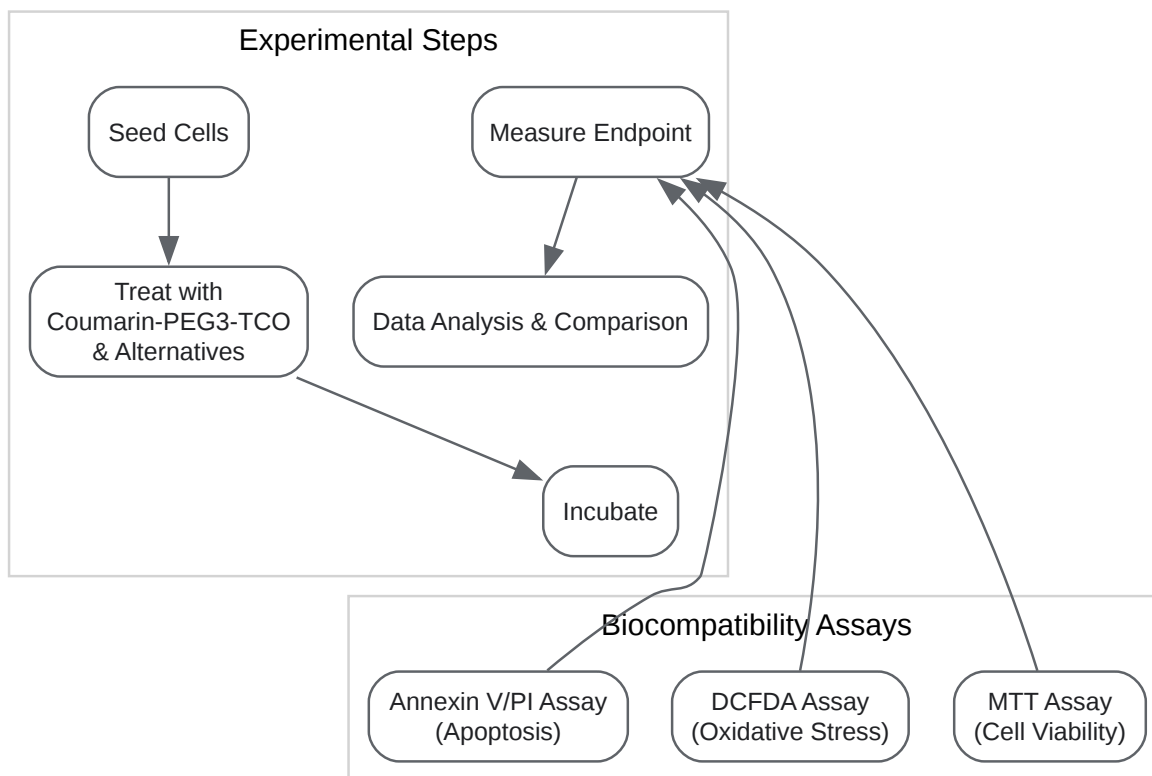 Experimental Steps
Seed Cells
Measure Endpoint
Treat with
Coumarin-PEG3-TCO
& Alternatives
Data Analysis & Comparison
Incubate
Biocompatibility Assays
Annexin V/PI Assay
(Apoptosis)
DCFDA Assay
(Oxidative Stress)
MTT Assay
(Cell Viability)